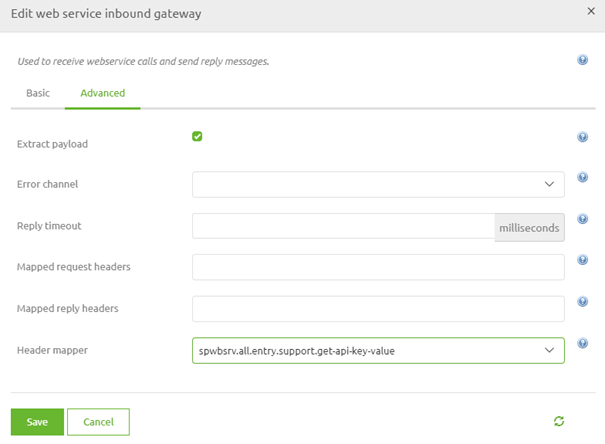 Edit web service inbound gateway
Used to receive webservice calls and send reply messages.
Basic
Advanced
Extract payload
Error channel
Reply timeout
milliseconds
Mapped request headers
Mapped reply headers
Header mapper
spwbsrv.all.entry.support.get-api-key-value
Save
Cancel